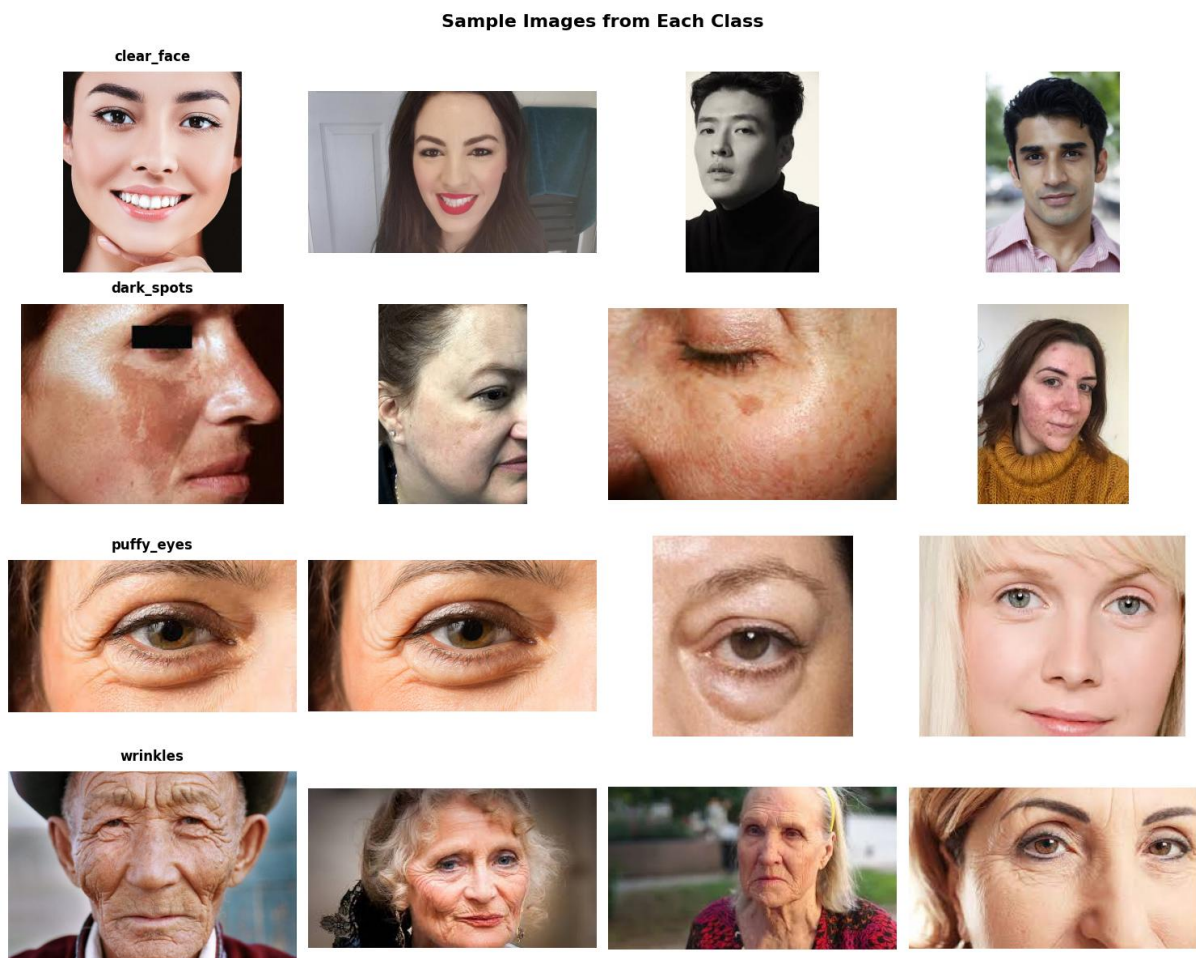 Sample Images from Each Class
clear_face
dark_spots
puffy_eyes
wrinkles